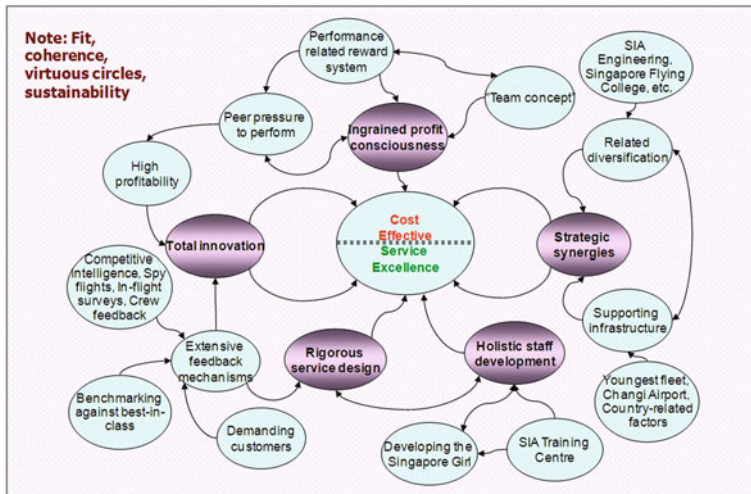 Note: Fit,
coherence,
virtuous circles,
sustainability
Performance
related reward
system
SIA
Engineering,
Singapore Flying
College, etc.
"Team concept"
Peer pressure
to perform
Ingrained profit
consciousness
Related
diversification
High
profitability
Total innovation
Cost
Effective
Service
Excellence
Strategic
synergies
Competitive
Intelligence, Spy
flights, In-flight
surveys, Crew
feedback
Supporting
infrastructure
Extensive
feedback
mechanisms
Rigorous
service design
Holistic staff
development
Benchmarking
against best-in-
class
Demanding
customers
Developing the
Singapore Girl
SIA Training
Centre
Youngest fleet,
Changi Airport,
Country-related
factors